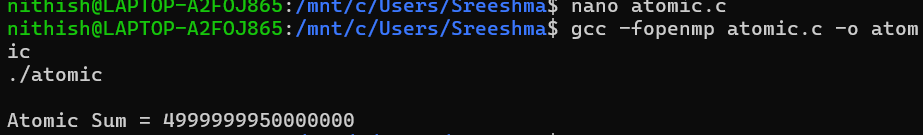 nithish@LAPTOP-A2FOJ865:/mnt/c/Users/Sreeshma$ nano atomic.c
nithish@LAPTOP-A2FOJ865:/mnt/c/Users/Sreeshma$ gcc -fopenmp atomic.c -o atom
ic
./atomic
Atomic Sum = 4999999950000000